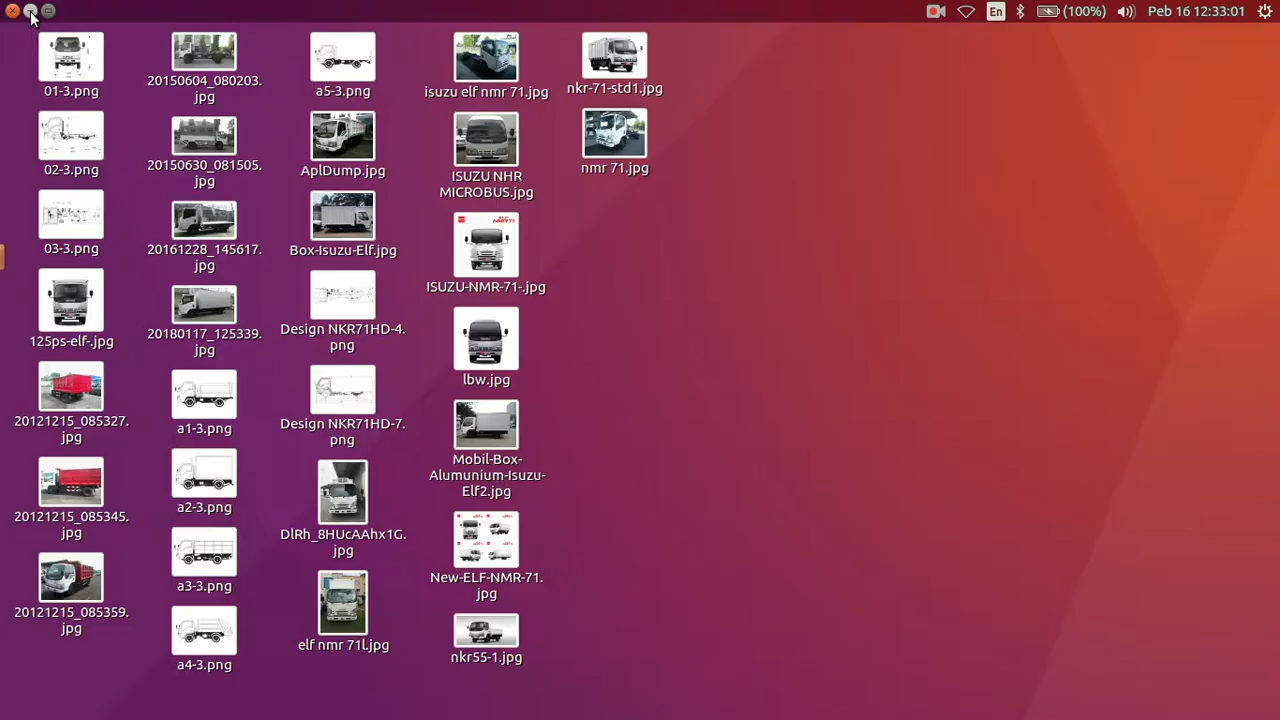 En
(100%)
Peb 16 12:33:01
01-3.png
02-3.png
03-3.png
125ps-elf-.jpg
20121215_085327.
jpg
20121215_085345.
jpg
20121215_085359.
jpg
20150604_080203.
jpg
20150630_081505.
jpg
20161228_145617.
jpg
20180117_125339.
jpg
a1-3.png
a2-3.png
a3-3.png
a4-3.png
a5-3.png
AplDump.jpg
Box-Isuzu-Elf.jpg
Design NKR71HD-4.
png
Design NKR71HD-7.
png
DlRh_8HUcAAhx1G.
jpg
elf nmr 71l.jpg
isuzu elf nmr 71.jpg
ISUZU NHR
MICROBUS.jpg
ISUZU-NMR-71-.jpg
lbw.jpg
Mobil-Box-
Alumunium-Isuzu-
Elf2.jpg
New-ELF-NMR-71.
jpg
nkr55-1.jpg
nkr-71-std1.jpg
nmr 71.jpg